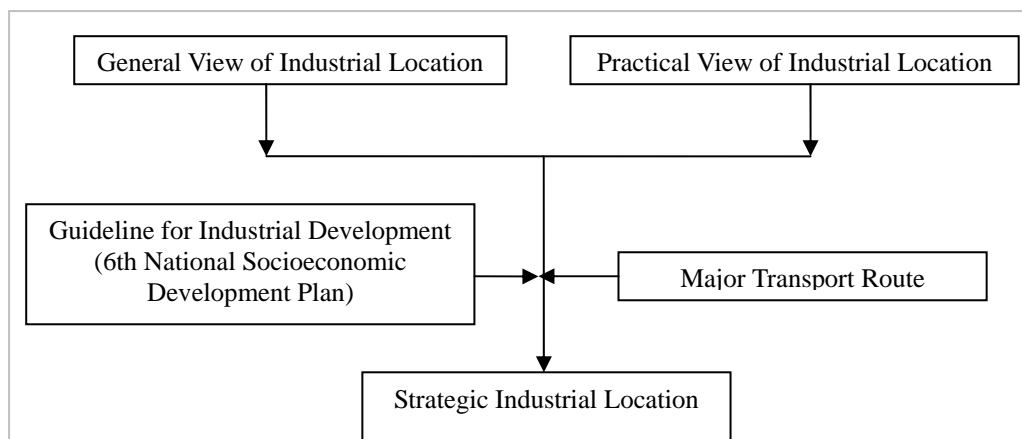 General View of Industrial Location
Practical View of Industrial Location
Guideline for Industrial Development
(6th National Socioeconomic
Development Plan)
Major Transport Route
Strategic Industrial Location